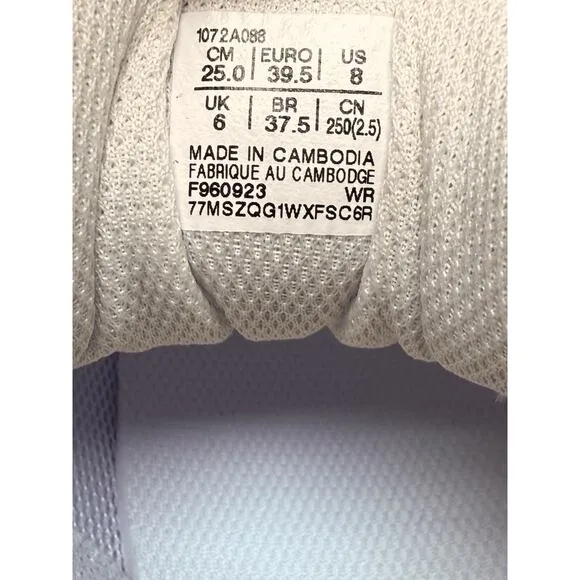 1072A088
CM | EURO | US
25.0 | 39.5 | 8
UK | BR | CN
6 | 37.5 | 250(2.5)
MADE IN CAMBODIA
FABRIQUE AU CAMBODGE
F960923 WR
77MSZQG1WXFSC6R